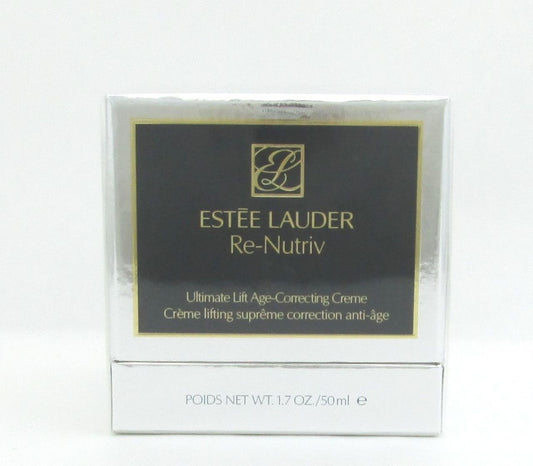 EL
ESTĒE LAUDER
Re-Nutriv
Ultimate Lift Age-Correcting Creme
Crème lifting suprême correction anti-âge
POIDS NET WT. 1.7 OZ./50ml ℮